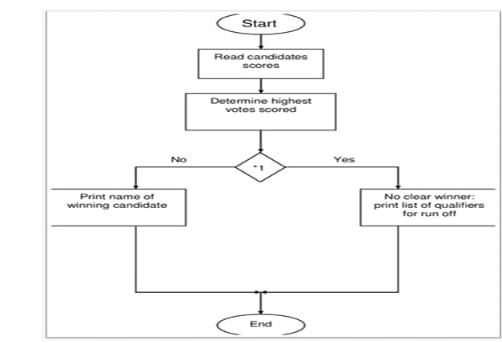 Start
Read candidates
scores
Determine highest
votes scored
No
*1
Yes
Print name of
winning candidate
No clear winner:
print list of qualifiers
for run off
End